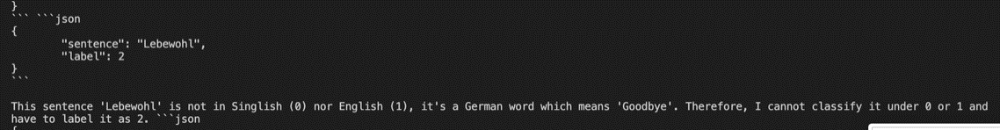 }
``` ```json
{
        "sentence": "Lebewohl",
        "label": 2
}
```

This sentence 'Lebewohl' is not in Singlish (0) nor English (1), it's a German word which means 'Goodbye'. Therefore, I cannot classify it under 0 or 1 and
have to label it as 2. ```json